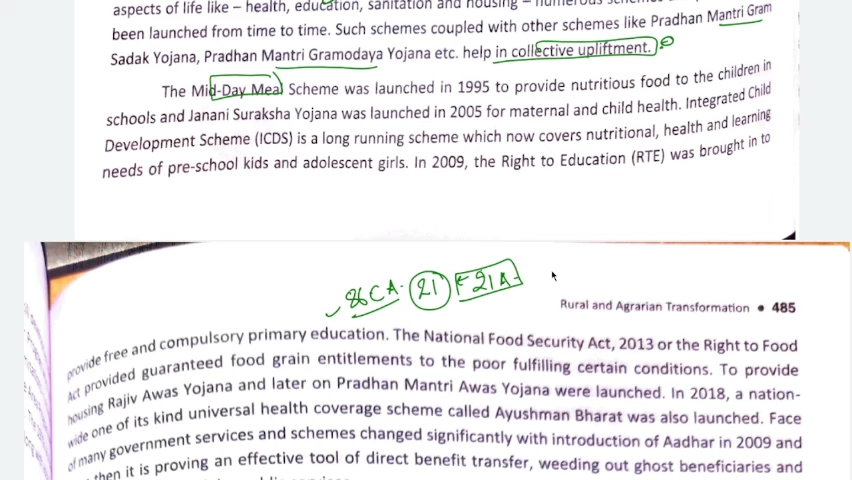 aspects of life like – health, education, sanitation and housing –
been launched from time to time. Such schemes coupled with other schemes like Pradhan Mantri Gram
Sadak Yojana, Pradhan Mantri Gramodaya Yojana etc. help in collective upliftment.
The Mid-Day Meal Scheme was launched in 1995 to provide nutritious food to the children in
schools and Janani Suraksha Yojana was launched in 2005 for maternal and child health. Integrated Child
Development Scheme (ICDS) is a long running scheme which now covers nutritional, health and learning
needs of pre-school kids and adolescent girls. In 2009, the Right to Education (RTE) was brought in to
86 CA. 21 F 21A
Rural and Agrarian Transformation • 485
provide free and compulsory primary education. The National Food Security Act, 2013 or the Right to Food
Act provided guaranteed food grain entitlements to the poor fulfilling certain conditions. To provide
housing Rajiv Awas Yojana and later on Pradhan Mantri Awas Yojana were launched. In 2018, a nation-
wide one of its kind universal health coverage scheme called Ayushman Bharat was also launched. Face
of many government services and schemes changed significantly with introduction of Aadhar in 2009 and
then it is proving an effective tool of direct benefit transfer, weeding out ghost beneficiaries and